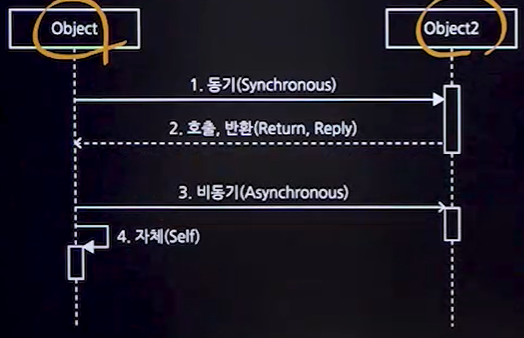 Object
Object2
1. 동기(Synchronous)
2. 호출, 반환(Return, Reply)
3. 비동기(Asynchronous)
4. 자체(Self)